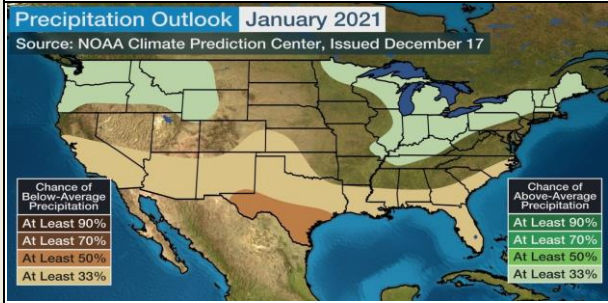 Precipitation Outlook January 2021
Source: NOAA Climate Prediction Center, Issued December 17
Chance of
Below-Average
Precipitation
At Least 90%
At Least 70%
At Least 50%
At Least 33%
Chance of
Above-Average
Precipitation
At Least 90%
At Least 70%
At Least 50%
At Least 33%